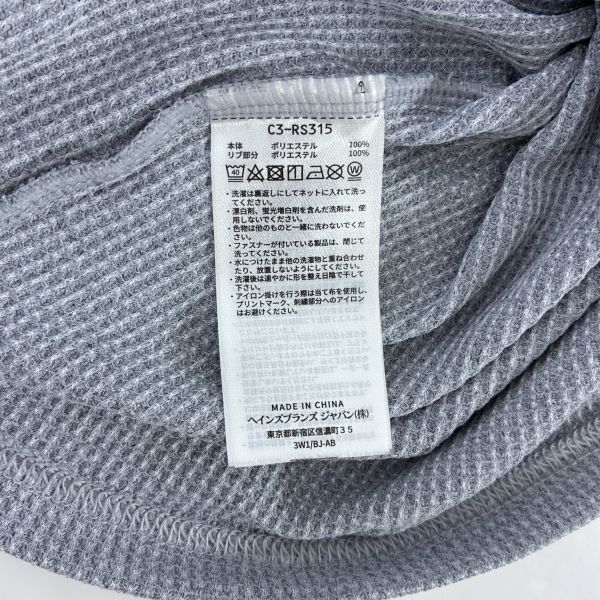 C3-RS315
本体 ポリエステル 100%
リブ部分 ポリエステル 100%
40 W
・洗濯は裏返しにしてネットに入れて洗っ
てください。
・漂白剤、蛍光増白剤を含んだ洗剤は、使
用しないでください。
・色物は他のものと一緒に洗わないでくだ
さい。
・ファスナーが付いている製品は、閉じて
洗ってください。
・水につけたまま他の洗濯物と重ね合わせ
たり、放置しないようにしてください。
・洗濯後は速やかに形を整え日陰で干して
下さい。
・アイロン掛けを行う際は当て布を使用し、
プリントマーク、刺繍部分へのアイロン
はお避けください。
MADE IN CHINA
ヘインズブランズ ジャパン(株)
東京都新宿区信濃町35
3W1/BJ-AB